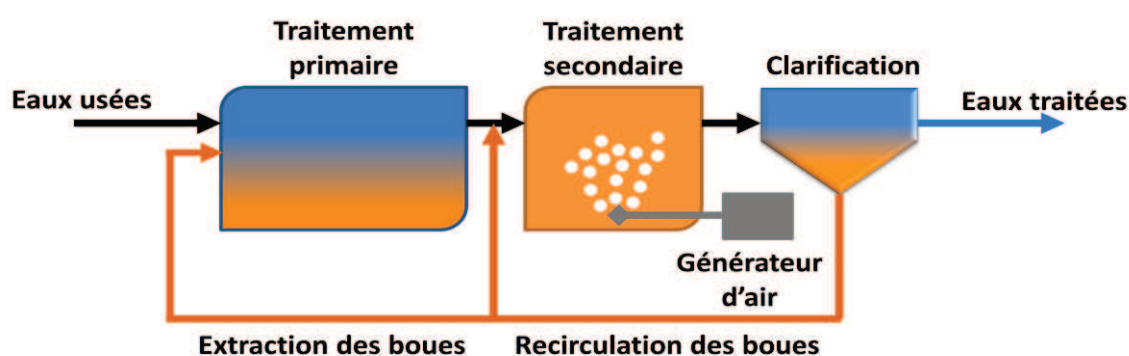 Traitement
primaire
Traitement
secondaire
Clarification
Eaux usées
Eaux traitées
Générateur
d'air
Extraction des boues
Recirculation des boues